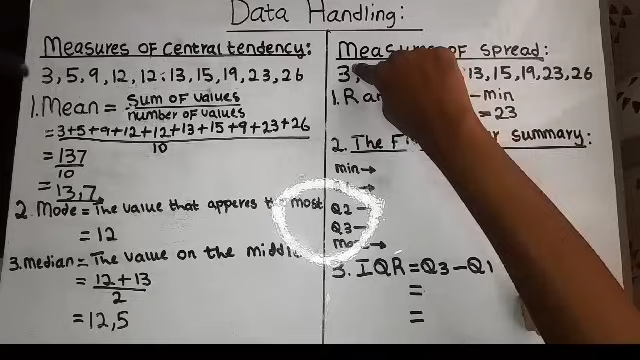 Data Handling:
Measures of Central tendency:
3, 5, 9, 12, 12, 13, 15, 19, 23, 26
1. Mean = sum of values
number of values
= 3+5+9+12+12+13+15+9+23+26
10
= 137
10
= 13,7
2. Mode = The value that apperes the most
= 12
3. median = The value on the middle
= 12+13
2
= 12,5
Measures of spread:
3, 13, 15, 19, 23, 26
1. - min
= 23
2. The summary:
min→
Q2→
Q3→
3. IQR = Q3 - Q1
=
=